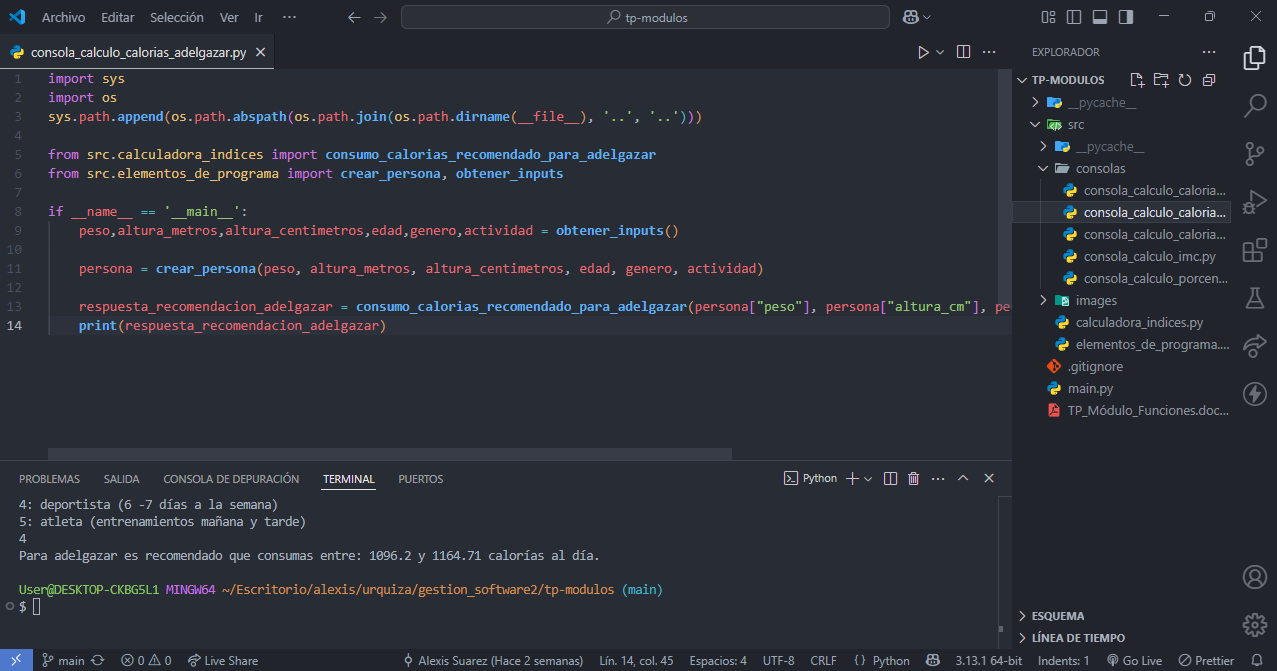 Archivo Editar Selección Ver Ir ··· tp-modulos
consola_calculo_calorias_adelgazar.py
1 import sys
2 import os
3 sys.path.append(os.path.abspath(os.path.join(os.path.dirname(__file__), '..', '..')))
4
5 from src.calculadora_indices import consumo_calorias_recomendado_para_adelgazar
6 from src.elementos_de_programa import crear_persona, obtener_inputs
7
8 if __name__ == '__main__':
9     peso,altura_metros,altura_centimetros,edad,genero,actividad = obtener_inputs()
10
11     persona = crear_persona(peso, altura_metros, altura_centimetros, edad, genero, actividad)
12
13     respuesta_recomendacion_adelgazar = consumo_calorias_recomendado_para_adelgazar(persona["peso"], persona["altura_cm"], pe
14     print(respuesta_recomendacion_adelgazar)
PROBLEMAS SALIDA CONSOLA DE DEPURACIÓN TERMINAL PUERTOS Python
4: deportista (6 -7 días a la semana)
5: atleta (entrenamientos mañana y tarde)
4
Para adelgazar es recomendado que consumas entre: 1096.2 y 1164.71 calorías al día.
User@DESKTOP-CKBG5L1 MINGW64 ~/Escritorio/alexis/urquiza/gestion_software2/tp-modulos (main)
$
EXPLORADOR
TP-MODULOS
__pycache__
src
__pycache__
consolas
consola_calculo_caloria...
consola_calculo_caloria...
consola_calculo_caloria...
consola_calculo_imc.py
consola_calculo_porcen...
images
calculadora_indices.py
elementos_de_programa....
.gitignore
main.py
TP_Módulo_Funciones.doc...
ESQUEMA
LÍNEA DE TIEMPO
main 0 0 Live Share Alexis Suarez (Hace 2 semanas) Lín. 14, col. 45 Espacios: 4 UTF-8 CRLF {} Python 3.13.1 64-bit Indents: 1 Go Live Prettier